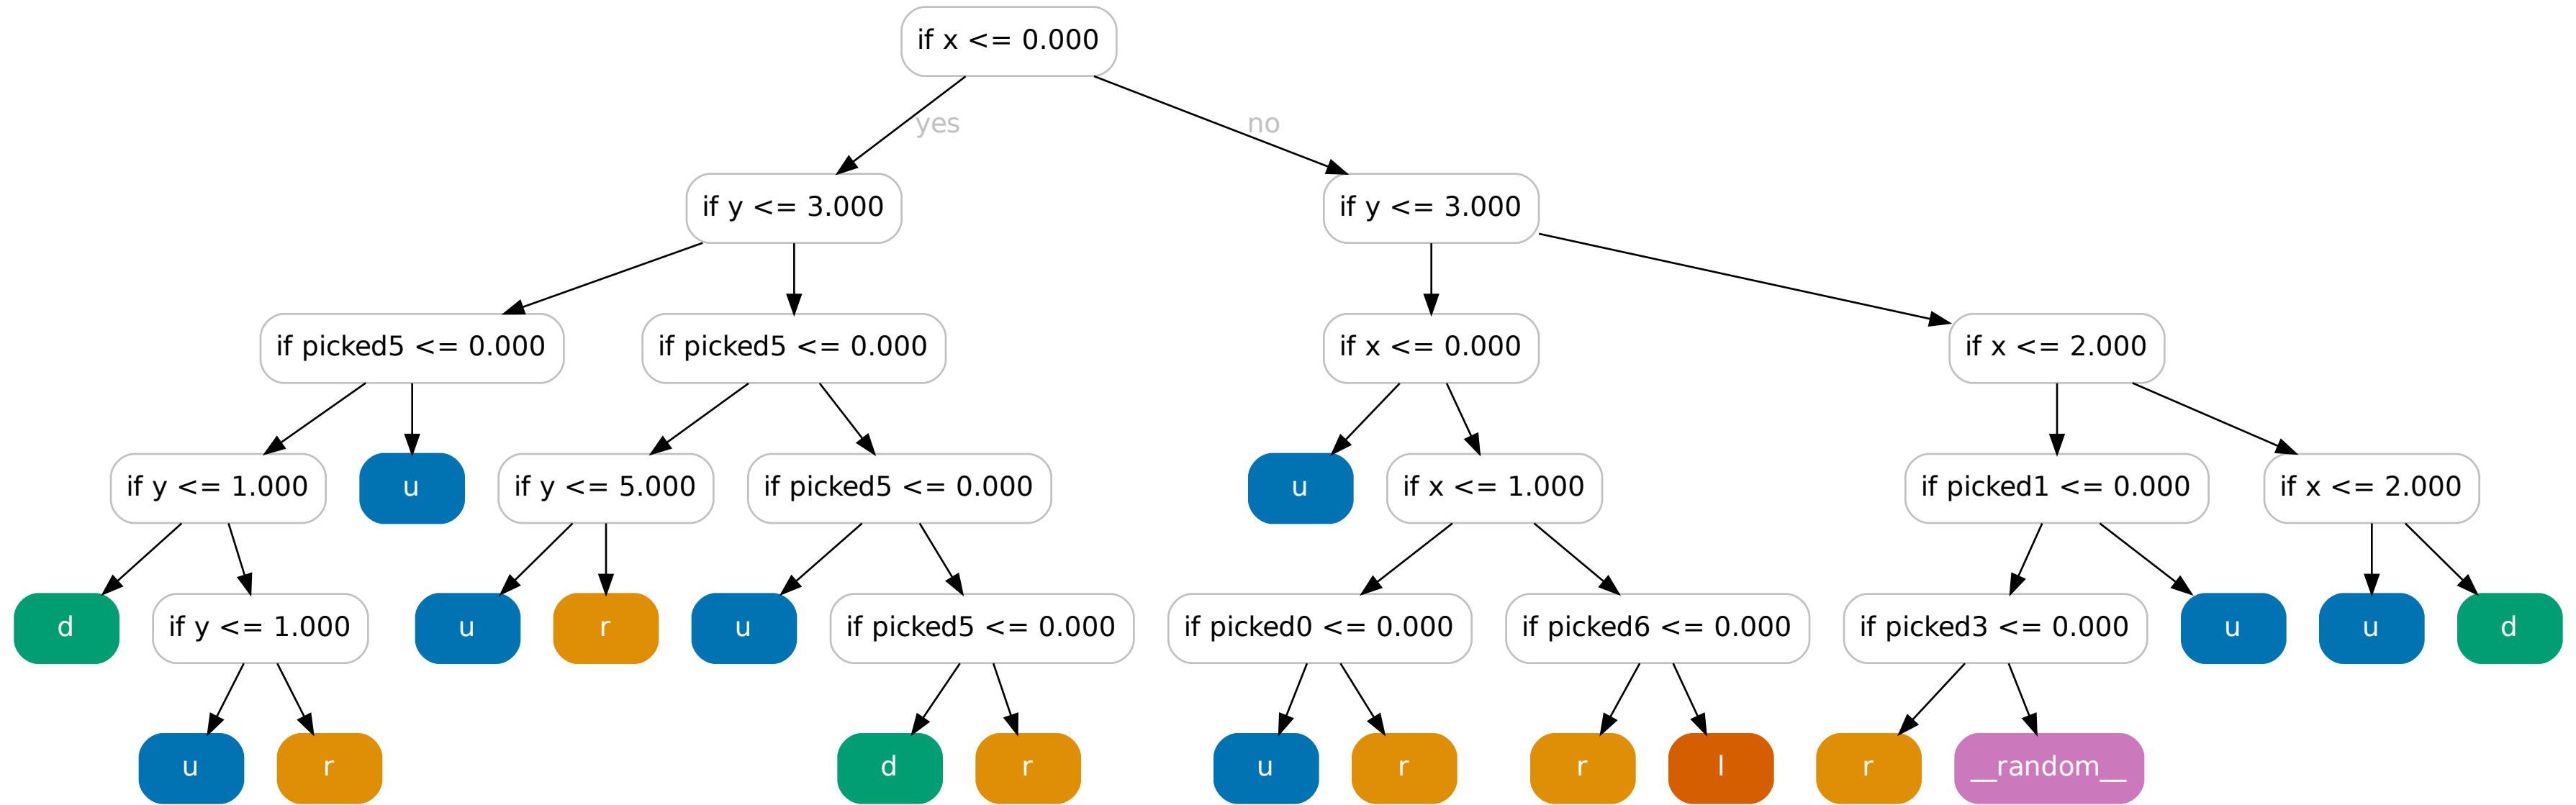 if x <= 0.000
yes
no
if y <= 3.000
if y <= 3.000
if picked5 <= 0.000
if picked5 <= 0.000
if x <= 0.000
if x <= 2.000
if y <= 1.000
u
if y <= 5.000
if picked5 <= 0.000
u
if x <= 1.000
if picked1 <= 0.000
if x <= 2.000
d
if y <= 1.000
u
r
u
if picked5 <= 0.000
if picked0 <= 0.000
if picked6 <= 0.000
if picked3 <= 0.000
u
u
d
u
r
d
r
u
r
r
l
r
__random__